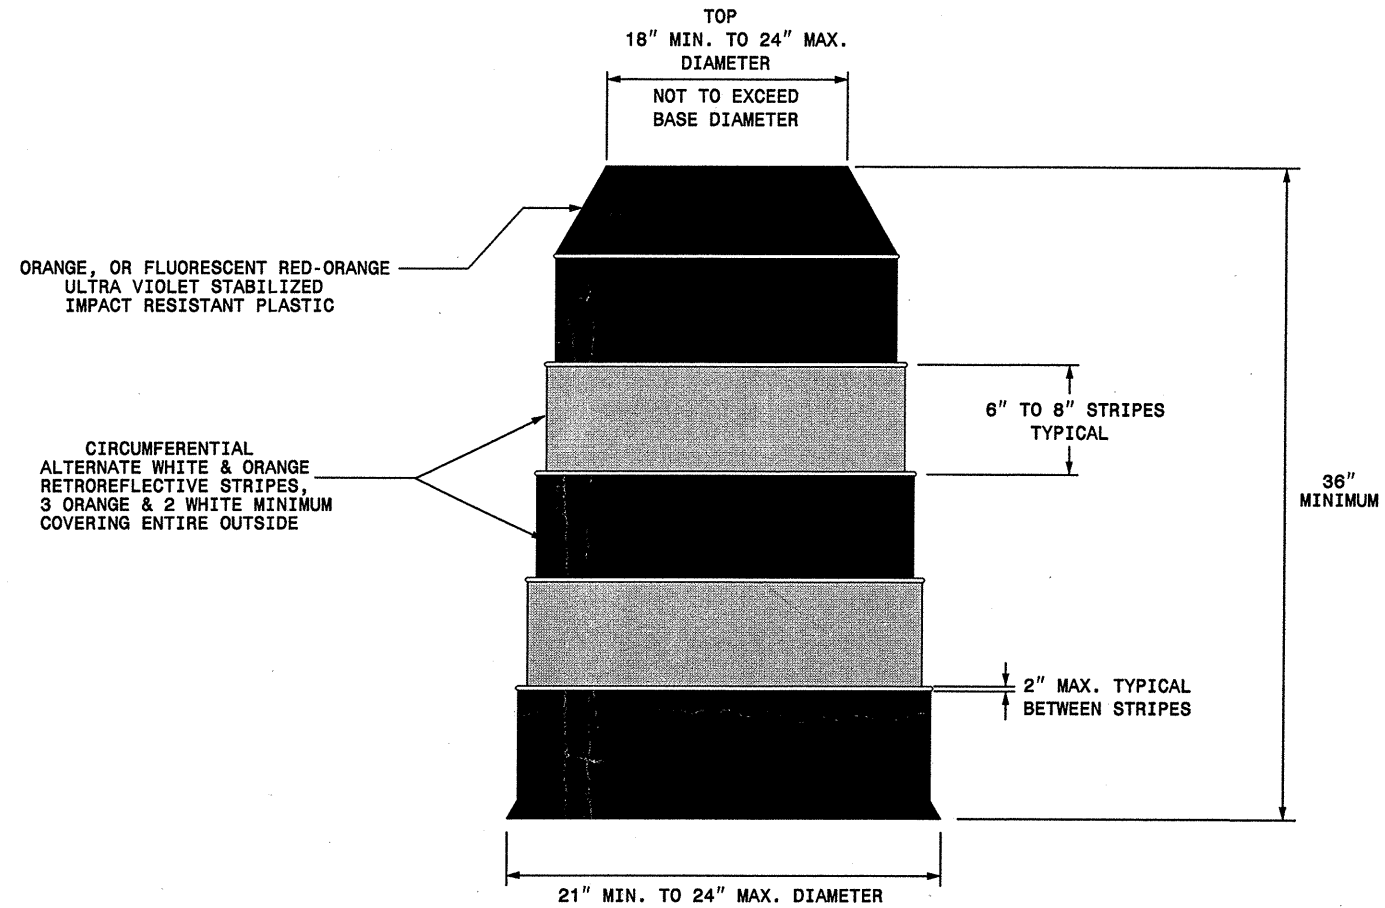 TOP
18" MIN. TO 24" MAX.
DIAMETER
NOT TO EXCEED
BASE DIAMETER
ORANGE, OR FLUORESCENT RED-ORANGE
ULTRA VIOLET STABILIZED
IMPACT RESISTANT PLASTIC
6" TO 8" STRIPES
TYPICAL
CIRCUMFERENTIAL
ALTERNATE WHITE & ORANGE
RETROREFLECTIVE STRIPES,
3 ORANGE & 2 WHITE MINIMUM
COVERING ENTIRE OUTSIDE
36"
MINIMUM
2" MAX. TYPICAL
BETWEEN STRIPES
21" MIN. TO 24" MAX. DIAMETER